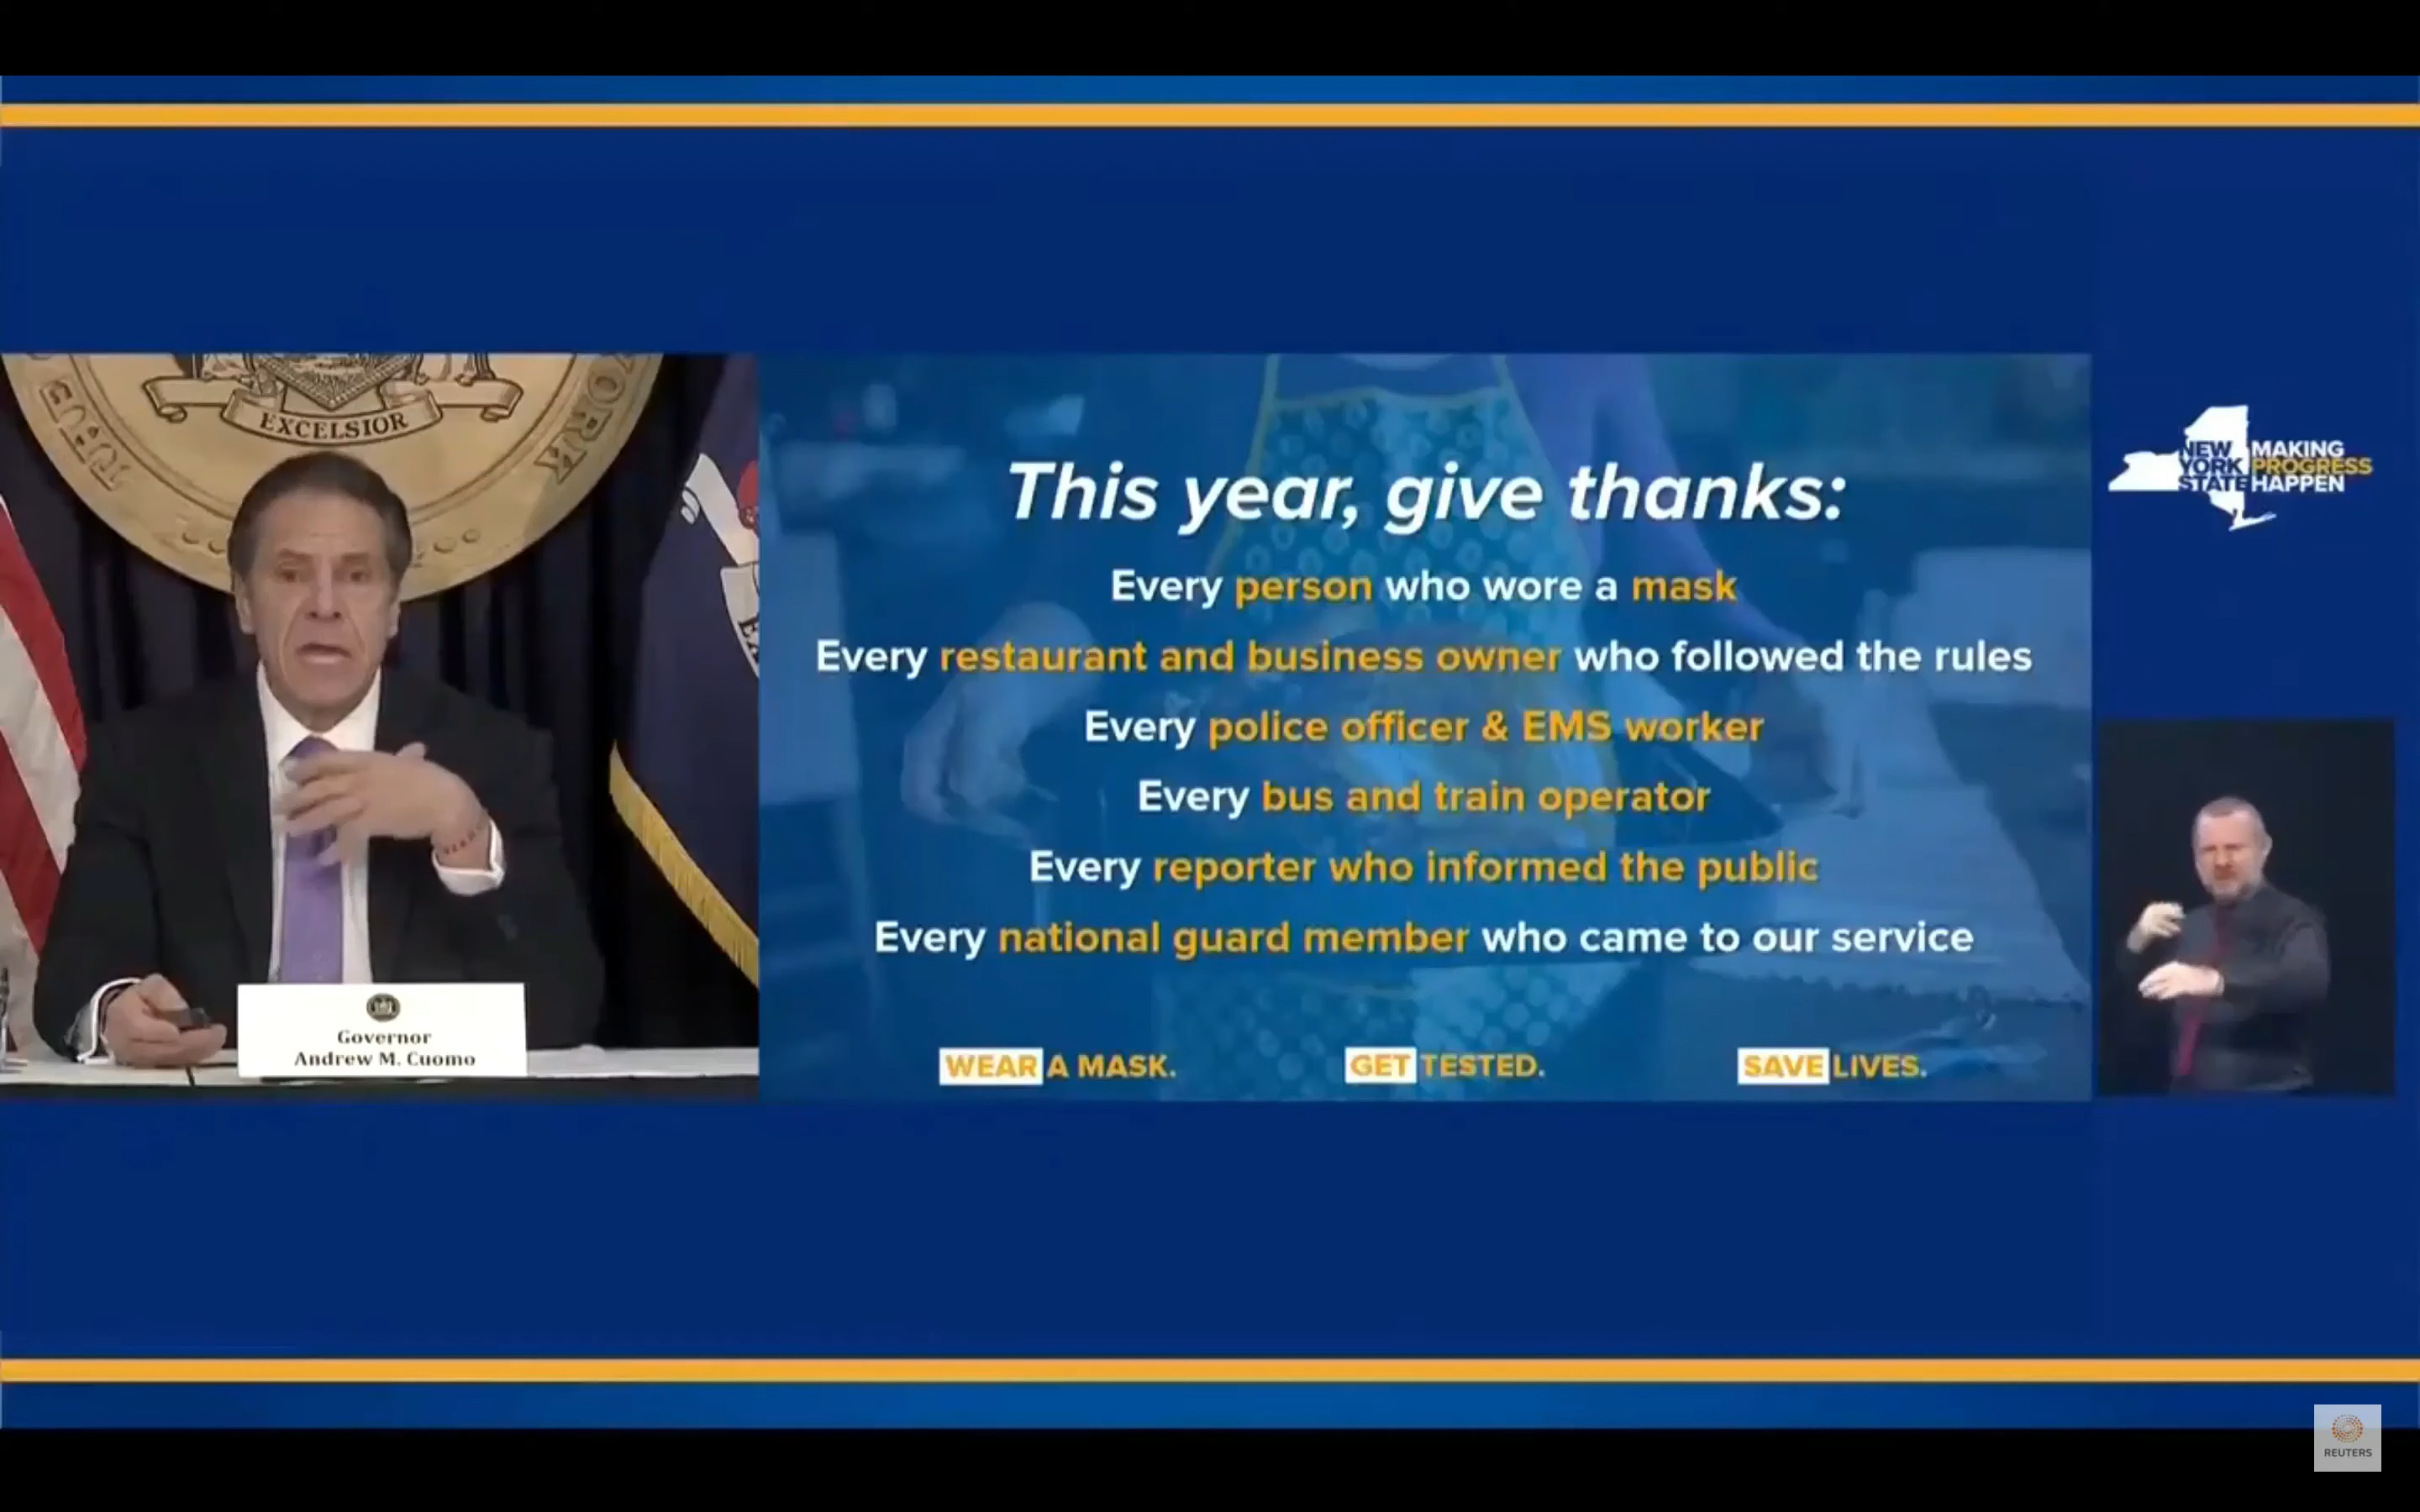 EXCELSIOR
YORK
Governor
Andrew M. Cuomo
This year, give thanks:
Every person who wore a mask
Every restaurant and business owner who followed the rules
Every police officer & EMS worker
Every bus and train operator
Every reporter who informed the public
Every national guard member who came to our service
WEAR A MASK. GET TESTED. SAVE LIVES.
NEW YORK STATE
MAKING
PROGRESS
HAPPEN
REUTERS